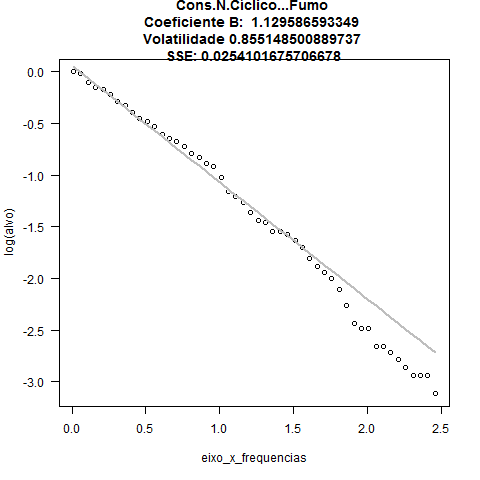 Cons.N.Ciclico...Fumo
Coeficiente B:  1.129586593349
Volatilidade 0.855148500889737
SSE: 0.0254101675706678
0.0
-0.5
-1.0
-1.5
-2.0
-2.5
-3.0
log(alvo)
0.0 0.5 1.0 1.5 2.0 2.5
eixo_x_frequencias